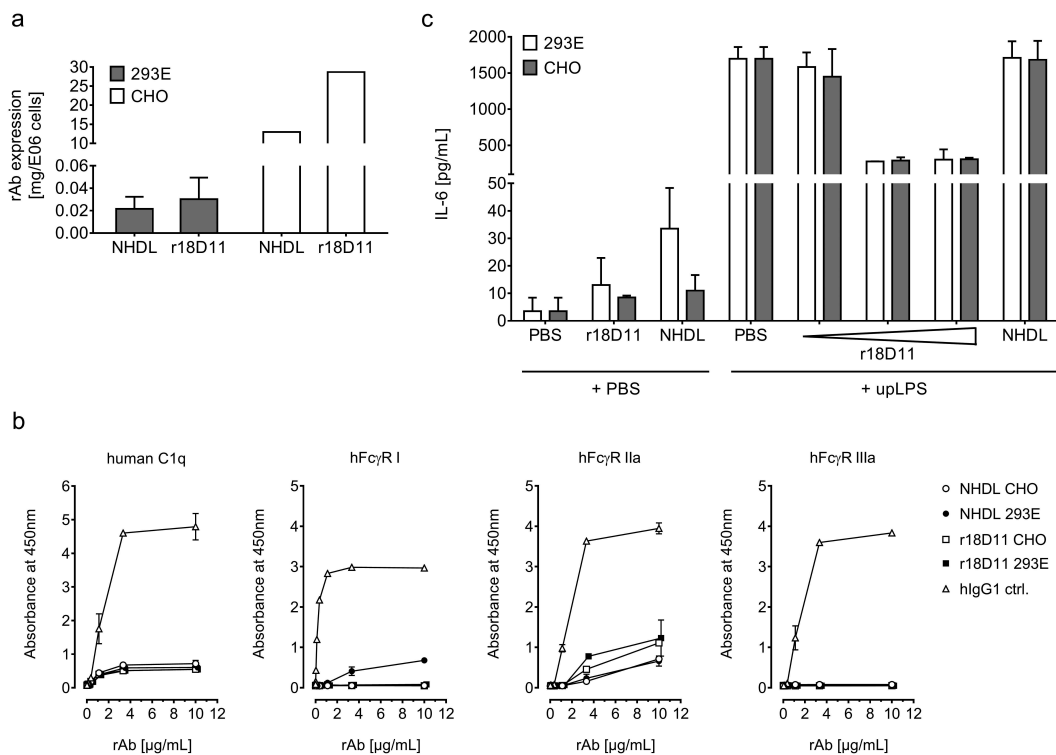 a
rAb expression
[mg/E06 cells]
30
25
20
15
10
0.06
0.04
0.02
0.00
293E
CHO
NHDL
r18D11
NHDL
r18D11
c
IL-6 [pg/mL]
2000
1500
1000
500
50
40
30
20
10
0
293E
CHO
PBS
r18D11
NHDL
PBS
r18D11
NHDL
+ PBS
+ upLPS
b
human C1q
Absorbance at 450nm
6
5
4
3
2
1
0
0 2 4 6 8 10 12
rAb [µg/mL]
hFcγR I
Absorbance at 450nm
5
4
3
2
1
0
0 2 4 6 8 10 12
rAb [µg/mL]
hFcγR IIa
Absorbance at 450nm
5
4
3
2
1
0
0 2 4 6 8 10 12
rAb [µg/mL]
hFcγR IIIa
Absorbance at 450nm
5
4
3
2
1
0
0 2 4 6 8 10 12
rAb [µg/mL]
NHDL CHO
NHDL 293E
r18D11 CHO
r18D11 293E
hIgG1 ctrl.